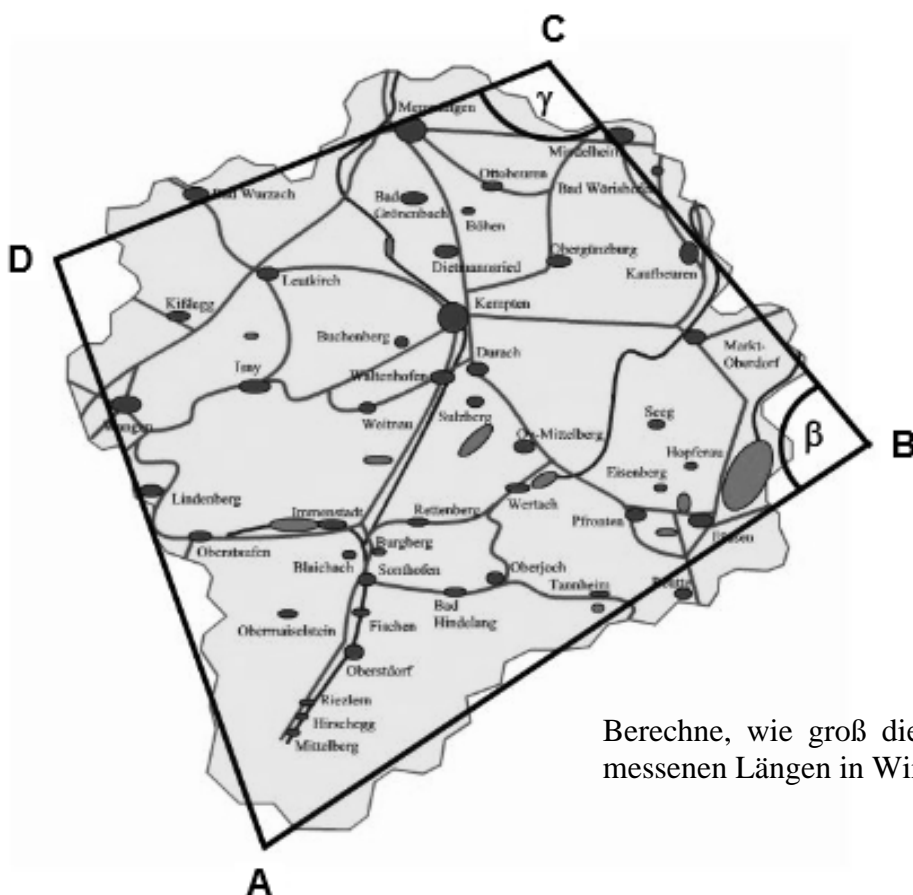 C
γ
Memmingen
Mindelheim
Ottobeuren
Bad Wurzach
Bad
Grönenbach
Bad Wörishofen
Böhen
D
Obergünzburg
Dietmannsried
Kaufbeuren
Leutkirch
Kißlegg
Kempten
Buchenberg
Durach
Markt-
Oberdorf
Isny
Waltenhofen
Wangen
Weitnau
Sulzberg
Seeg
Oy-Mittelberg
β
B
Hopferau
Eisenberg
Lindenberg
Wertach
Immenstadt
Rettenberg
Pfronten
Füssen
Oberstaufen
Burgberg
Blaichach
Sonthofen
Oberjoch
Tannheim
Reutte
Bad
Hindelang
Obermaiselstein
Fischen
Oberstdorf
Riezlern
Hirschegg
Mittelberg
Berechne, wie groß die
messenen Längen in Wi
A